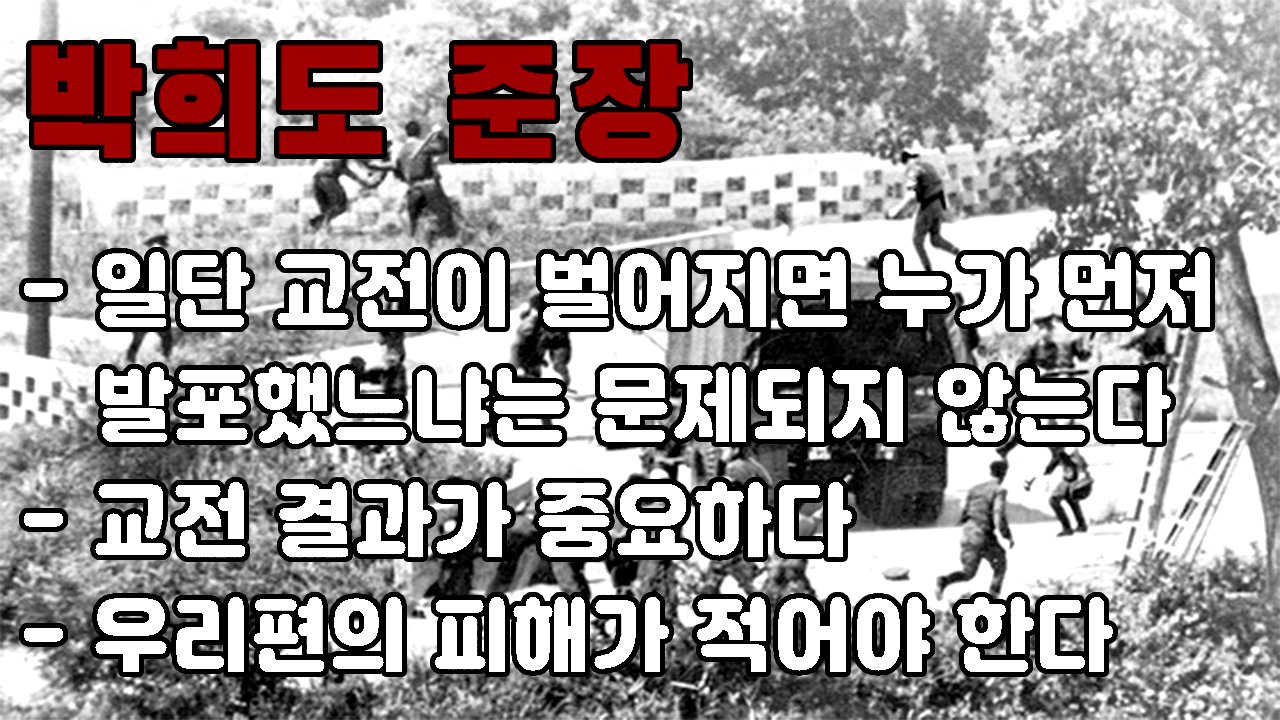 박희도 준장
- 일단 교전이 벌어지면 누가 먼저
발포했느냐는 문제되지 않는다
- 교전 결과가 중요하다
- 우리편의 피해가 적어야 한다